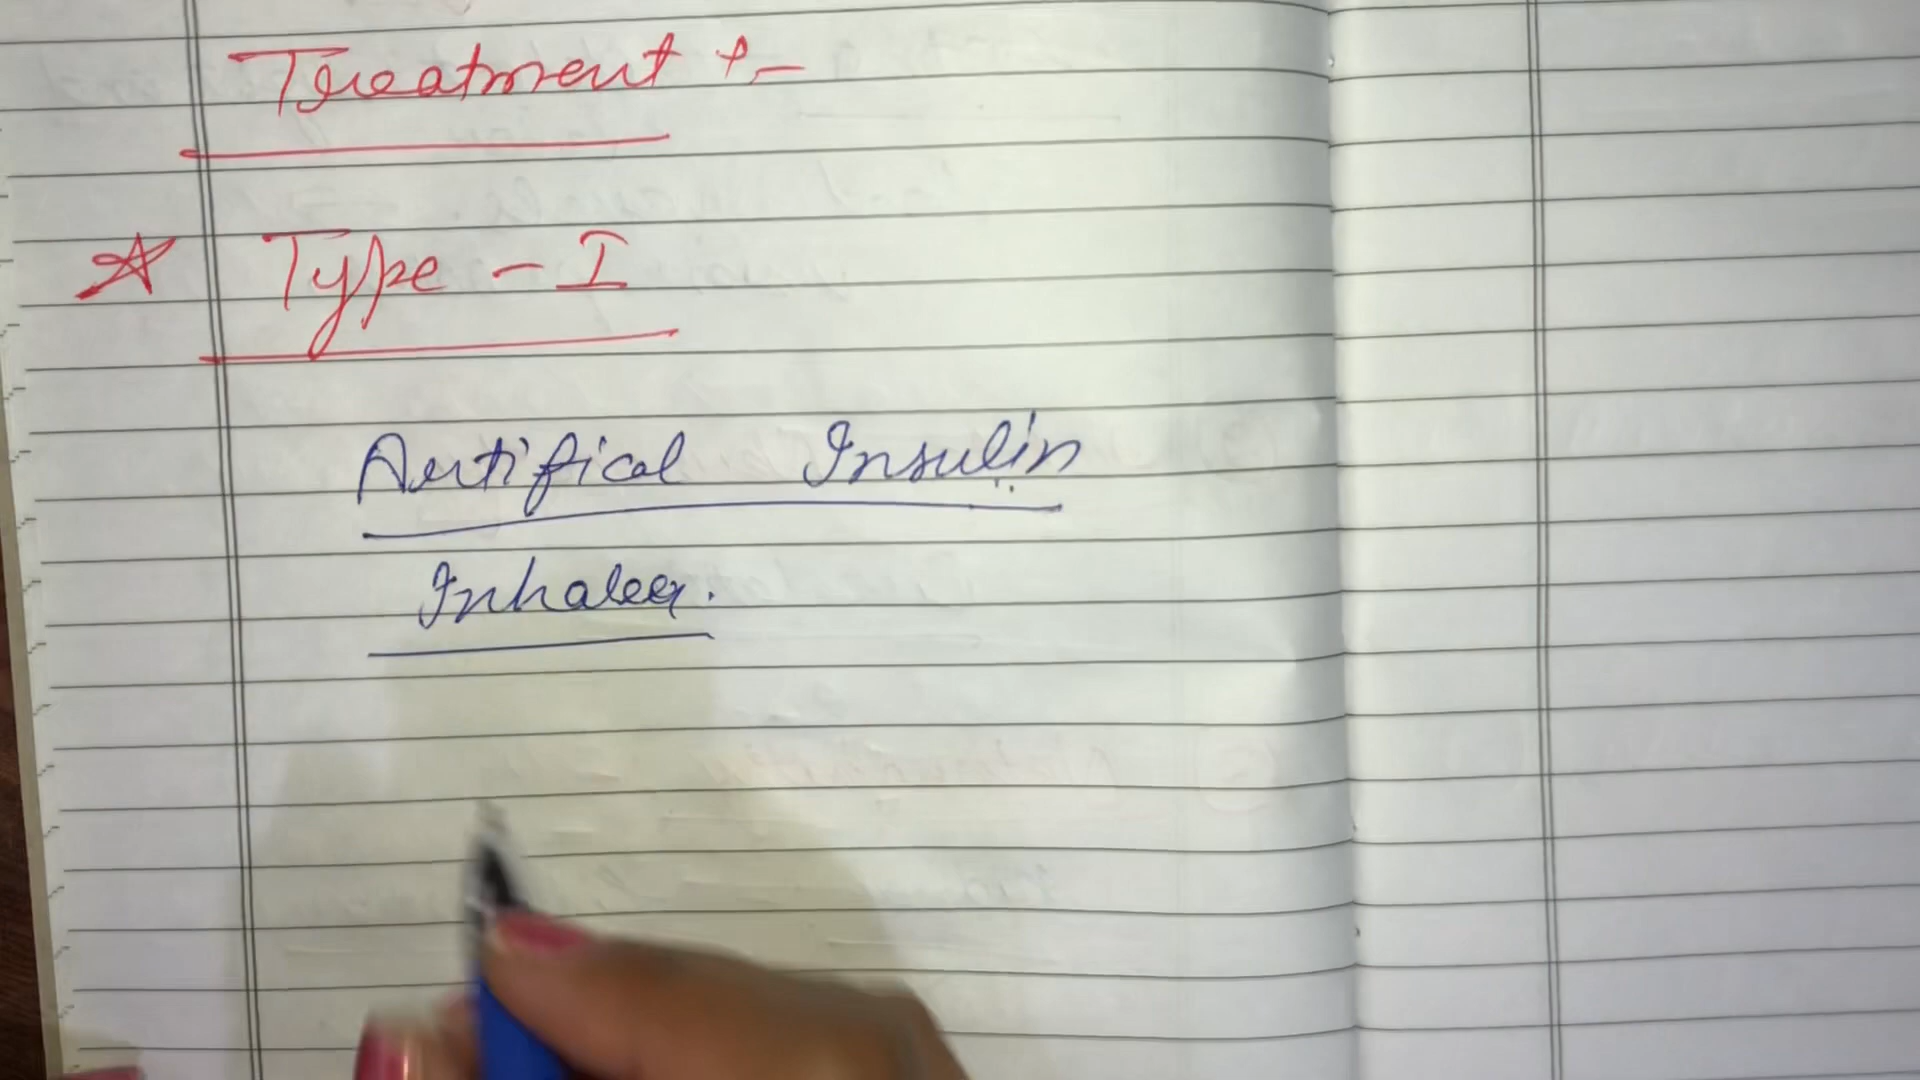 Treatment :-
☆ Type - I
Artifical Insulin
Inhaler.